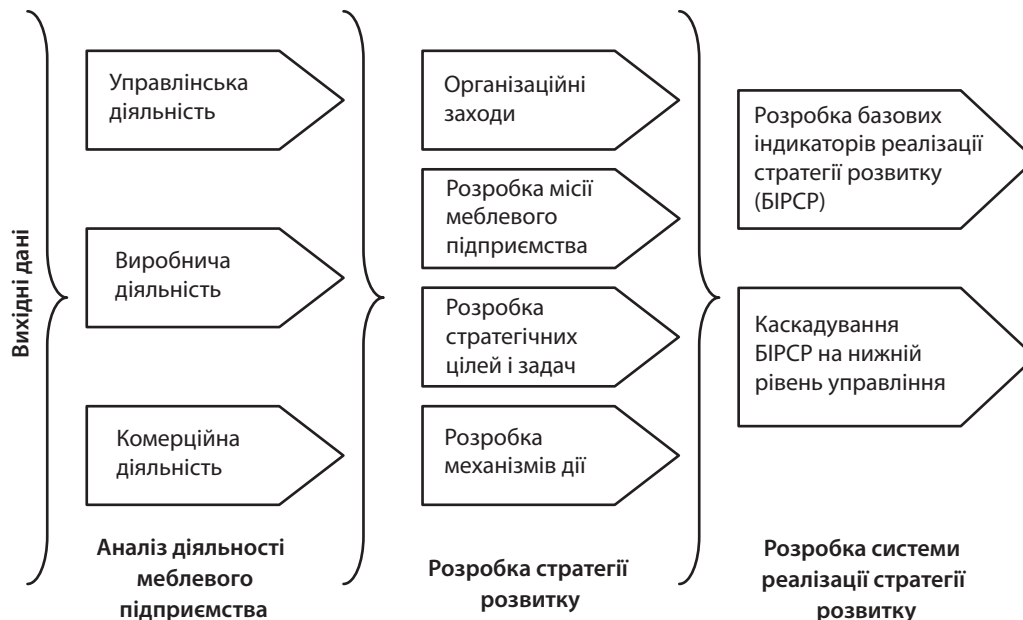 Вихідні дані
Управлінська
діяльність
Виробнича
діяльність
Комерційна
діяльність
Аналіз діяльності
меблевого
підприємства
Організаційні
заходи
Розробка місії
меблевого
підприємства
Розробка
стратегічних
цілей і задач
Розробка
механізмів дії
Розробка стратегії
розвитку
Розробка базових
індикаторів реалізації
стратегії розвитку
(БІРСР)
Каскадування
БІРСР на нижній
рівень управління
Розробка системи
реалізації стратегії
розвитку